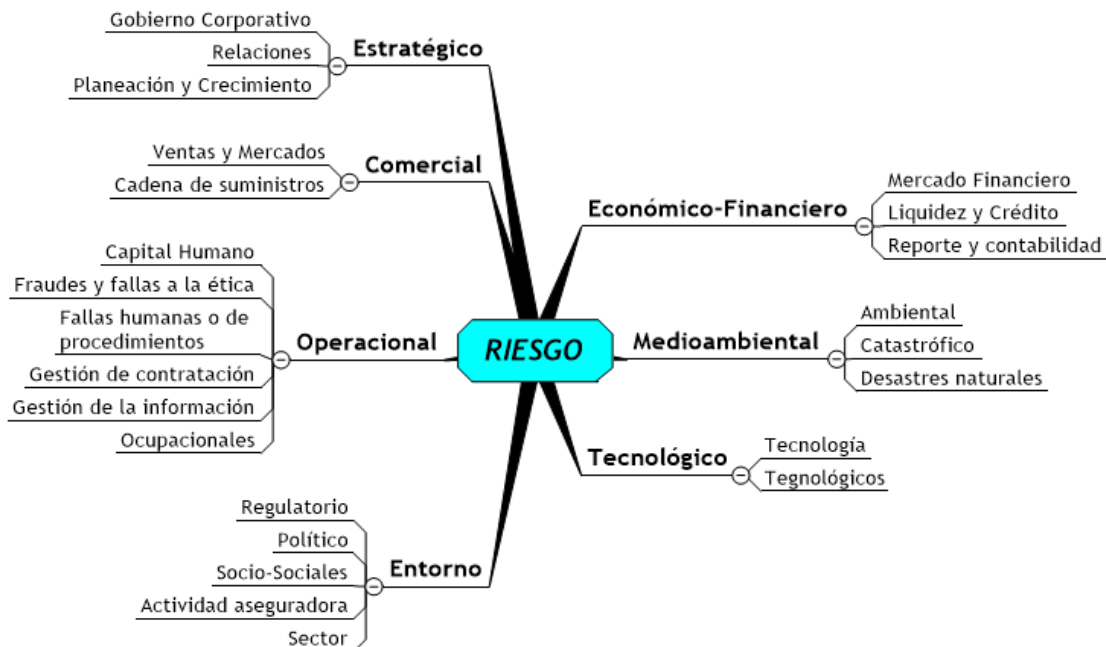 Gobierno Corporativo
Relaciones
Planeación y Crecimiento
Estratégico
Ventas y Mercados
Cadena de suministros
Comercial
Capital Humano
Fraudes y fallas a la ética
Fallas humanas o de
procedimientos
Gestión de contratación
Gestión de la información
Ocupacionales
Operacional
Regulatorio
Político
Socio-Sociales
Actividad aseguradora
Sector
Entorno
RIESGO
Económico-Financiero
Mercado Financiero
Liquidez y Crédito
Reporte y contabilidad
Medioambiental
Ambiental
Catastrófico
Desastres naturales
Tecnológico
Tecnología
Tegnológicos